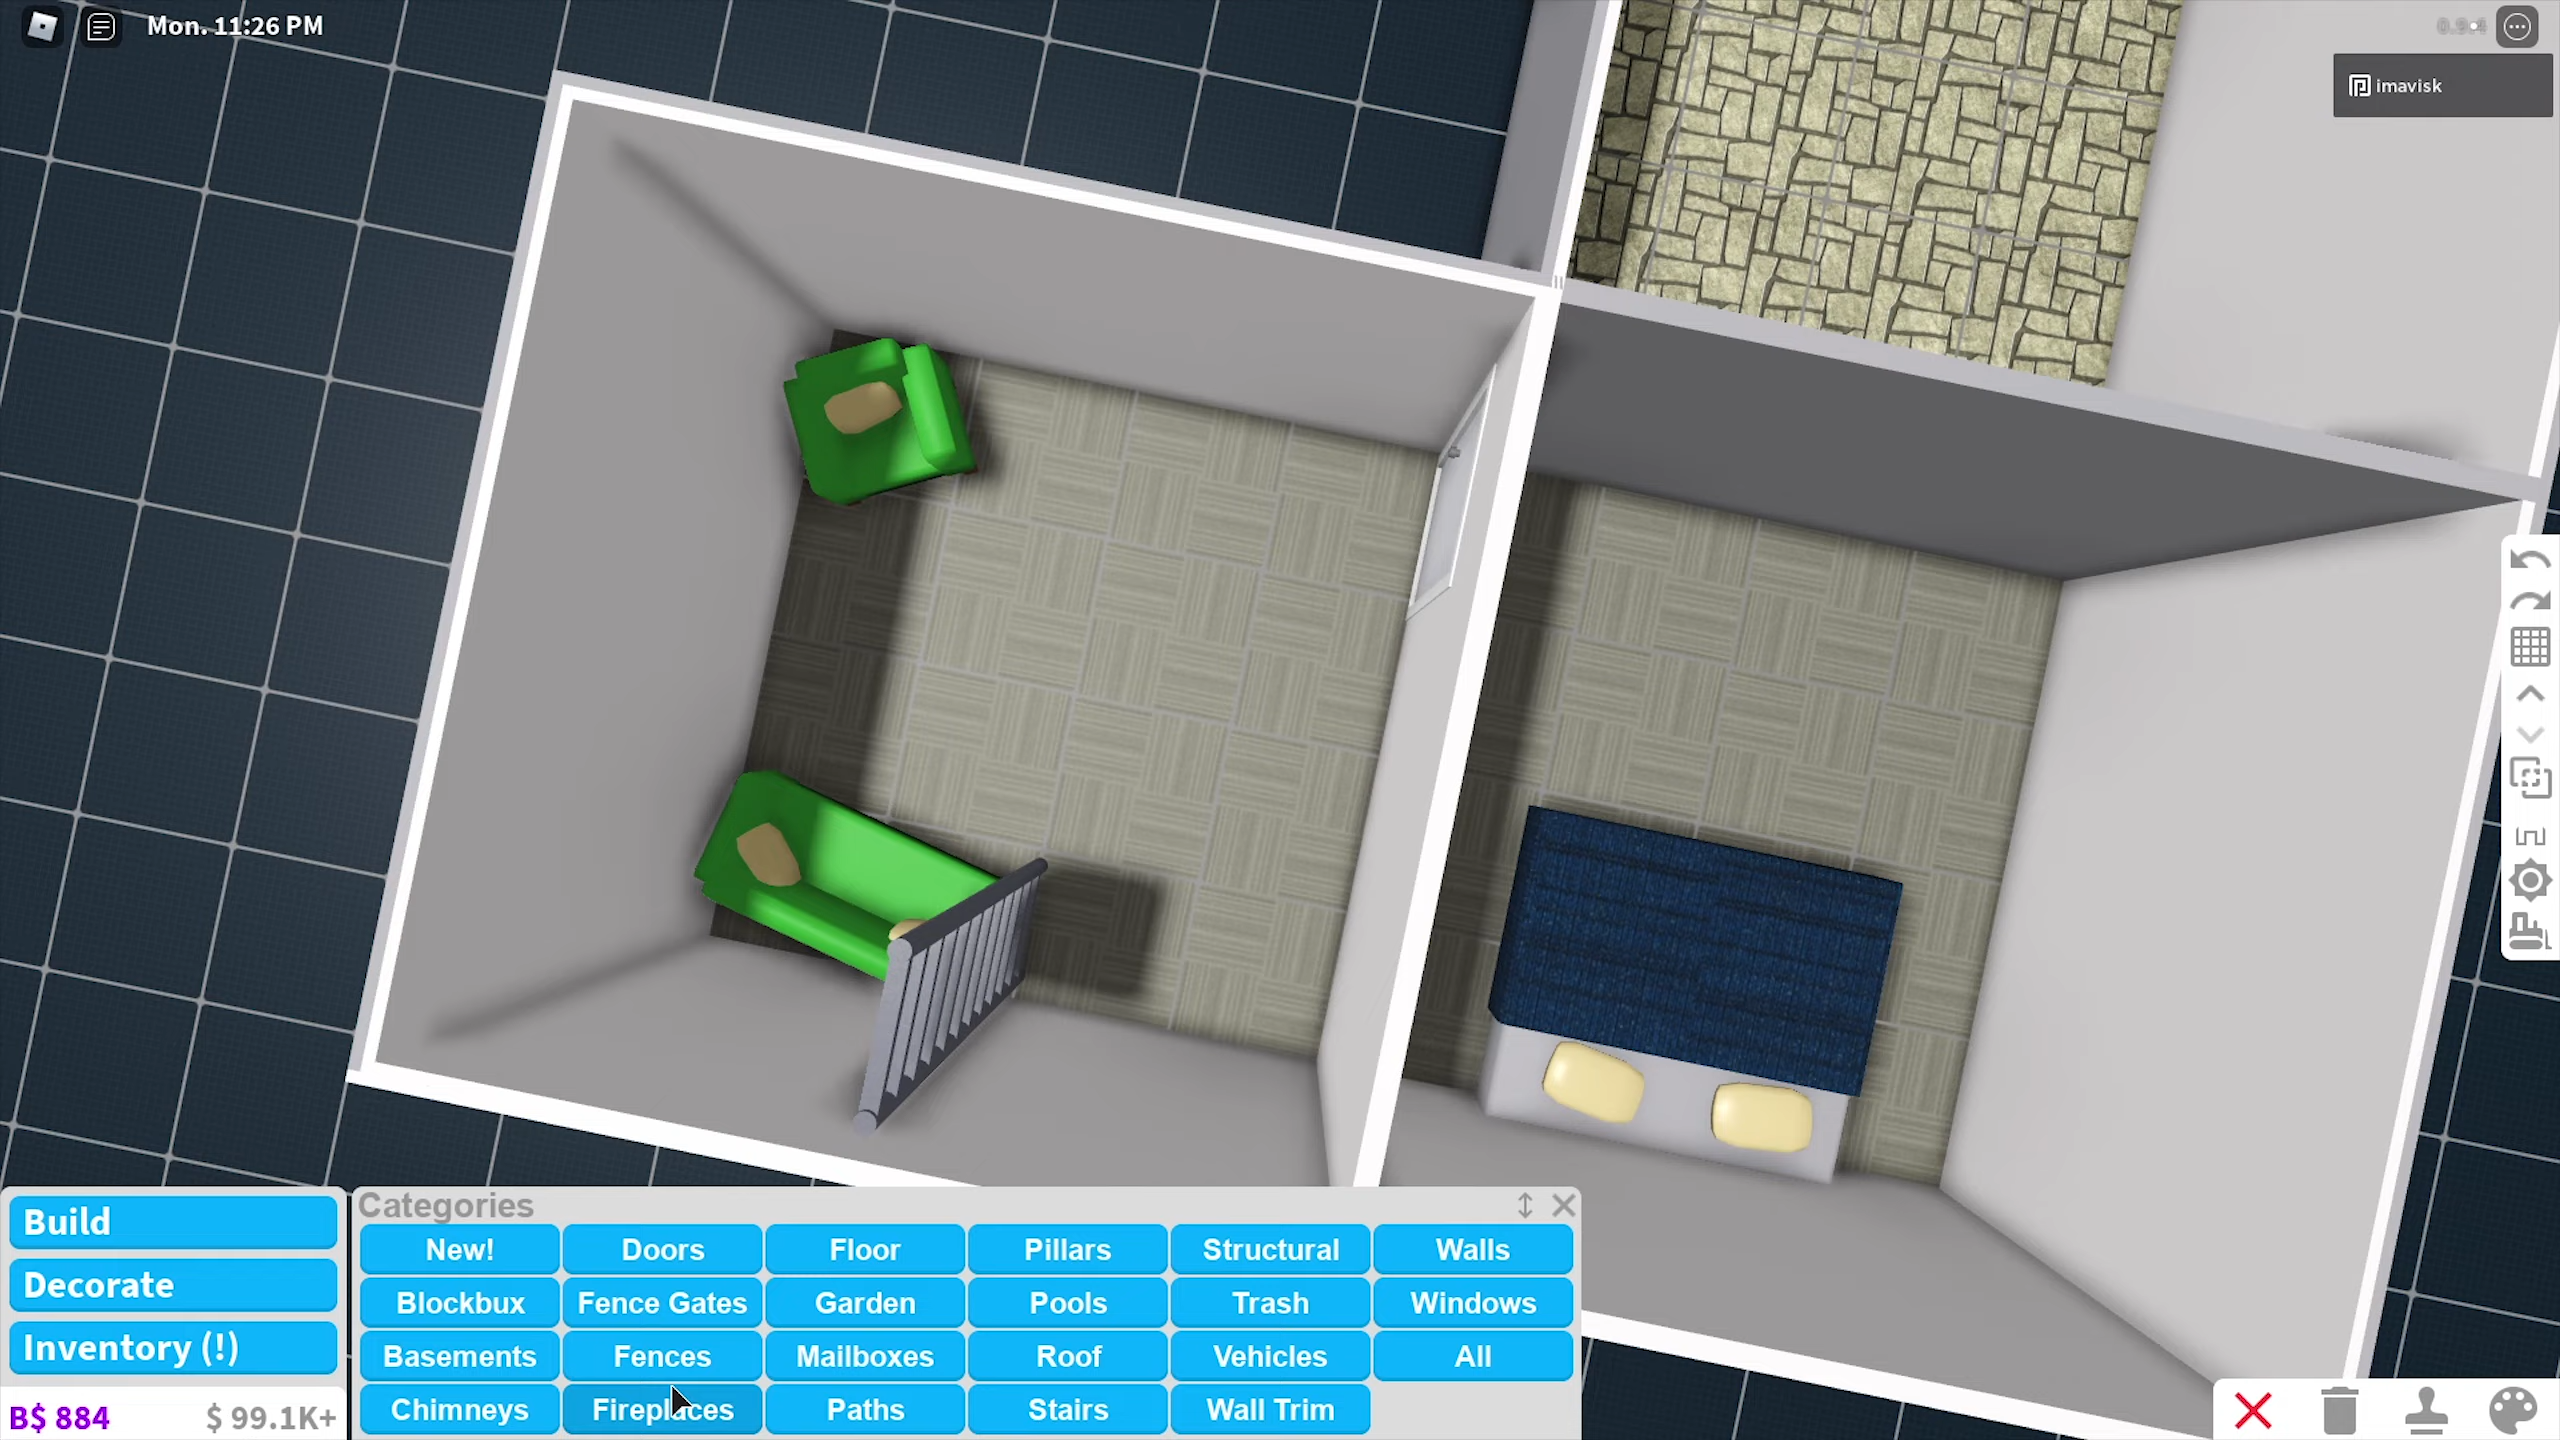 Mon. 11:26 PM
imavisk
Categories
Build
Decorate
Inventory (!)
B$ 884
$ 99.1K+
New!
Doors
Floor
Pillars
Structural
Walls
Blockbux
Fence Gates
Garden
Pools
Trash
Windows
Basements
Fences
Mailboxes
Roof
Vehicles
All
Chimneys
Fireplaces
Paths
Stairs
Wall Trim